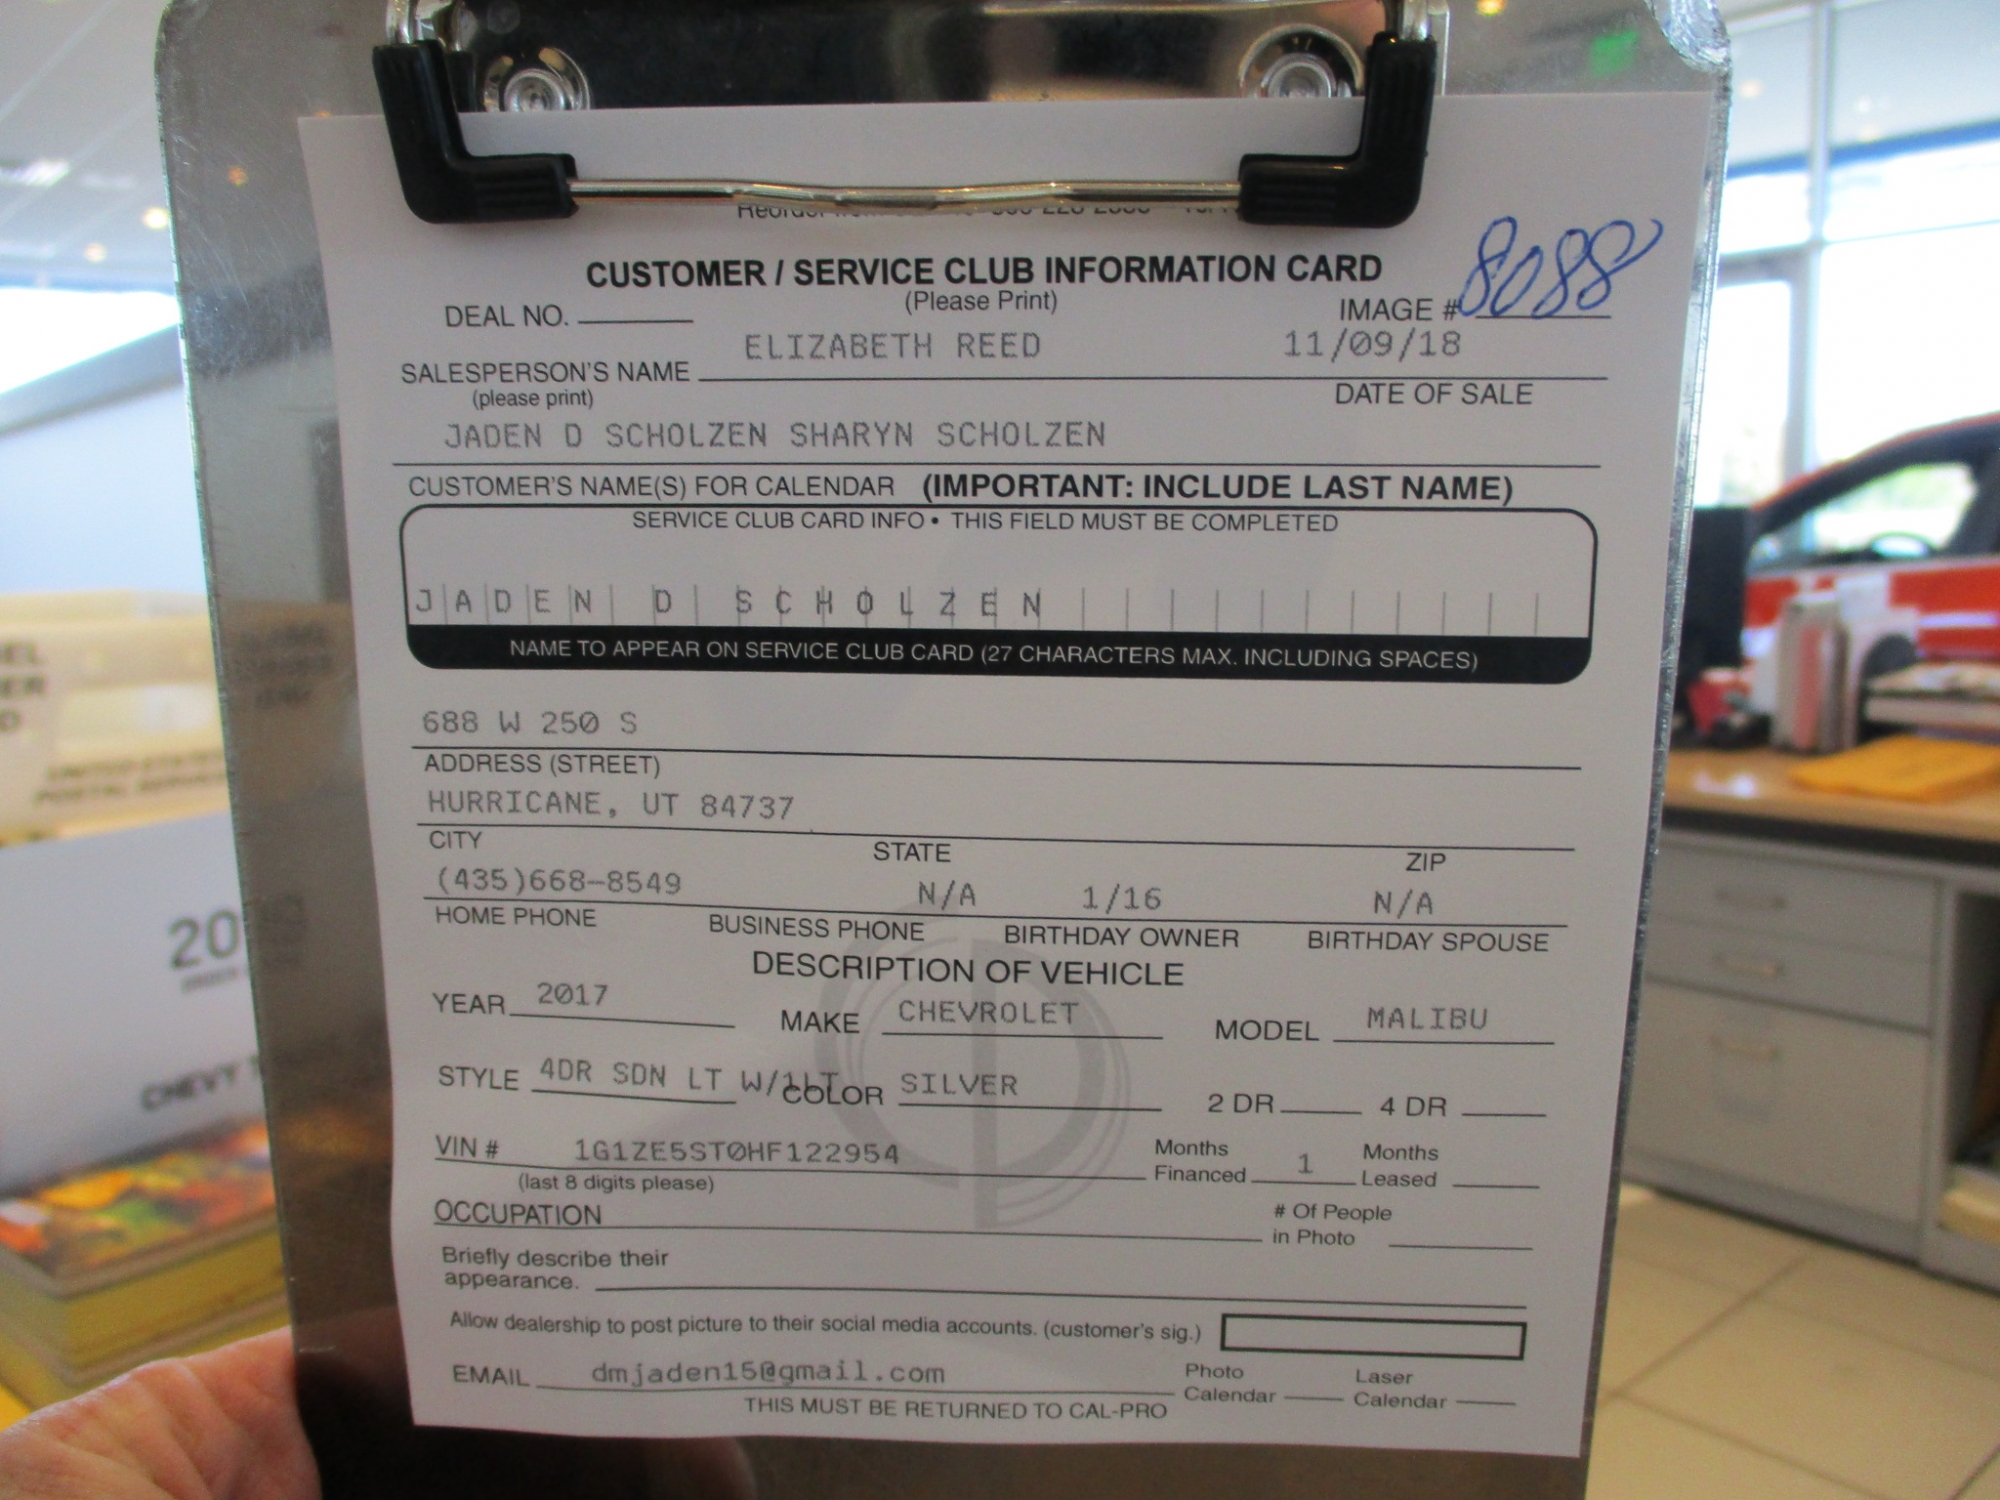 CUSTOMER / SERVICE CLUB INFORMATION CARD
(Please Print)
DEAL NO. IMAGE # 8088
ELIZABETH REED 11/09/18
SALESPERSON'S NAME
(please print) DATE OF SALE
JADEN D SCHOLZEN SHARYN SCHOLZEN
CUSTOMER'S NAME(S) FOR CALENDAR (IMPORTANT: INCLUDE LAST NAME)
SERVICE CLUB CARD INFO • THIS FIELD MUST BE COMPLETED
JADEN D SCHOLZEN
NAME TO APPEAR ON SERVICE CLUB CARD (27 CHARACTERS MAX. INCLUDING SPACES)
688 W 250 S
ADDRESS (STREET)
HURRICANE, UT 84737
CITY STATE ZIP
(435)668-8549 N/A 1/16 N/A
HOME PHONE BUSINESS PHONE BIRTHDAY OWNER BIRTHDAY SPOUSE
DESCRIPTION OF VEHICLE
YEAR 2017 MAKE CHEVROLET MODEL MALIBU
STYLE 4DR SDN LT W/1LT COLOR SILVER 2 DR 4 DR
VIN # 1G1ZE5ST0HF122954 Months Financed 1 Months Leased
(last 8 digits please)
OCCUPATION # Of People in Photo
Briefly describe their
appearance.
Allow dealership to post picture to their social media accounts. (customer's sig.)
EMAIL dmjaden15@gmail.com Photo Calendar Laser Calendar
THIS MUST BE RETURNED TO CAL-PRO
UNITED STATES
POSTAL SERVICE
20
CHEVY